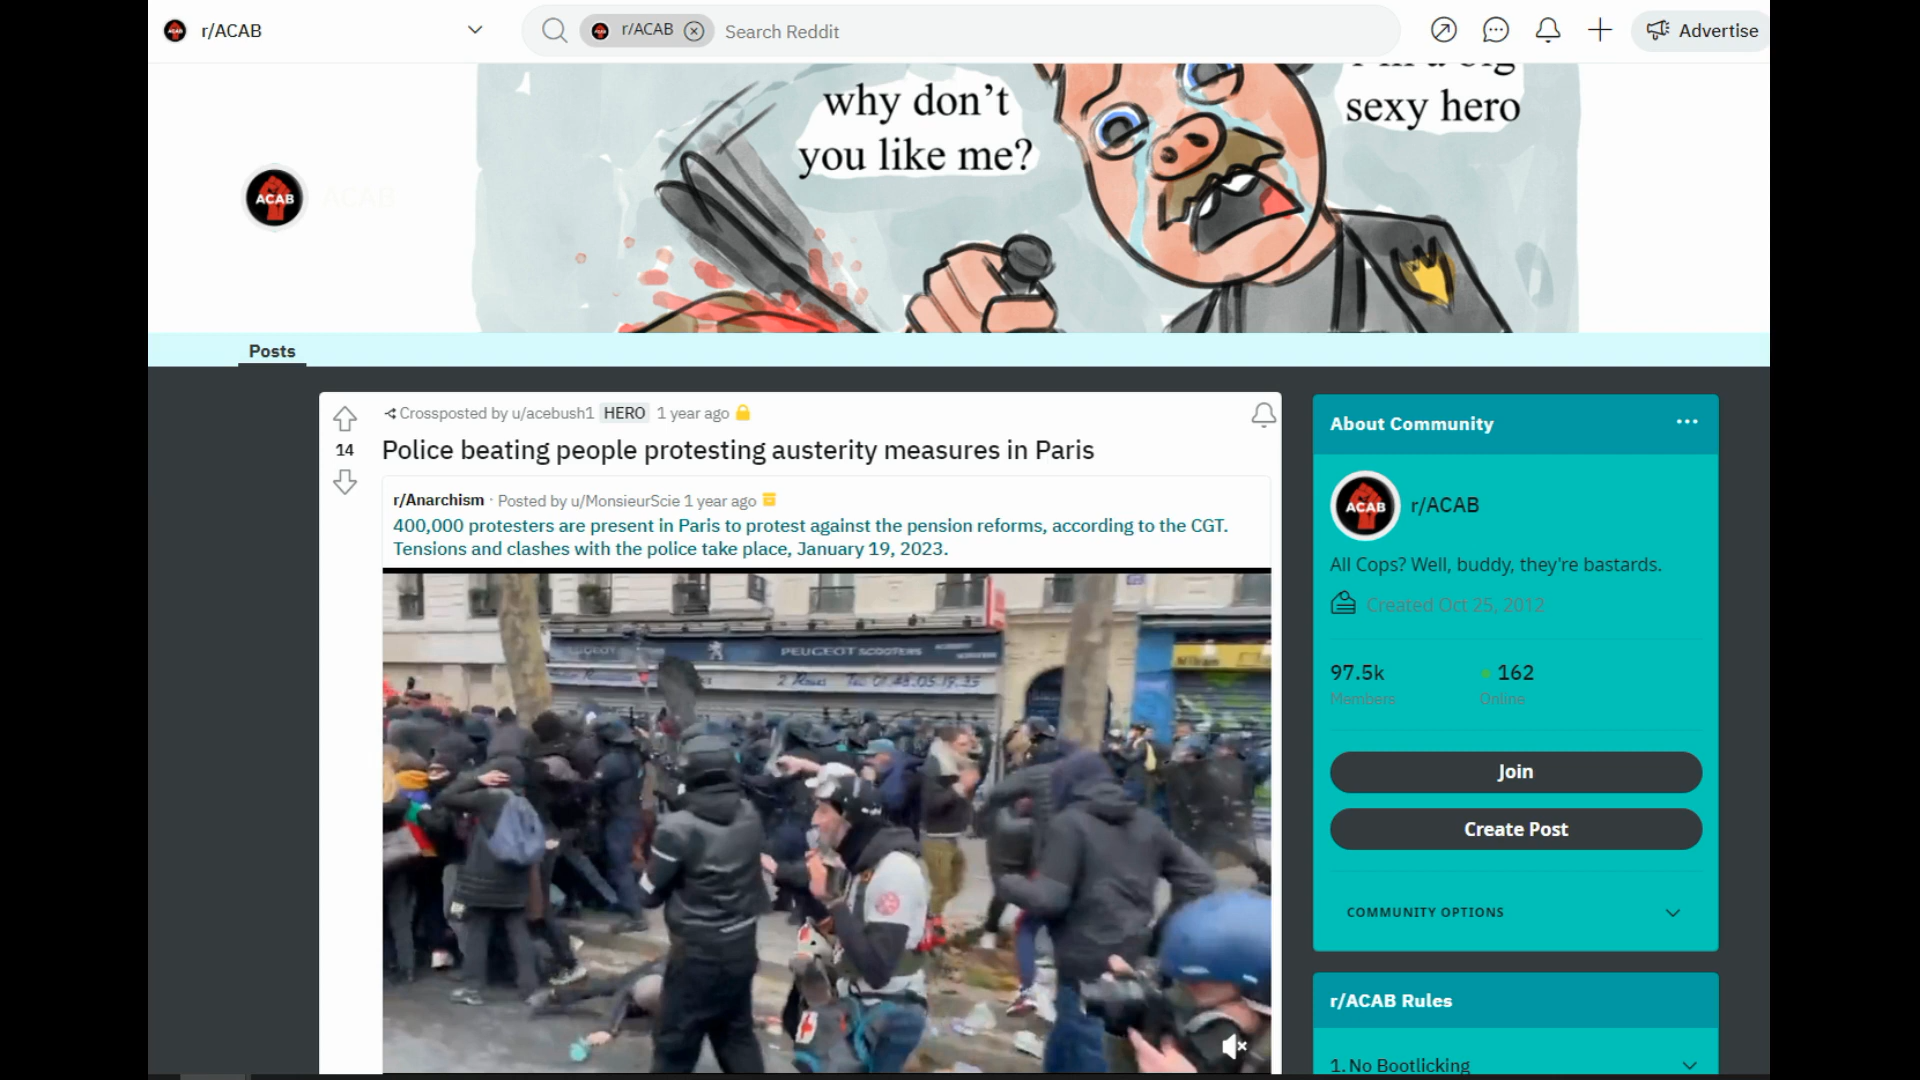 r/ACAB
r/ACAB
Search Reddit
Advertise
why don't
you like me?
sexy hero
ACAB
ACAB
Posts
Crossposted by u/acebush1 HERO 1 year ago
14
Police beating people protesting austerity measures in Paris
r/Anarchism · Posted by u/MonsieurScie 1 year ago
400,000 protesters are present in Paris to protest against the pension reforms, according to the CGT.
Tensions and clashes with the police take place, January 19, 2023.
PEUGEOT SCOOTERS
2 Roues
About Community
ACAB
r/ACAB
All Cops? Well, buddy, they're bastards.
Created Oct 25, 2012
97.5k
162
Members
Online
Join
Create Post
COMMUNITY OPTIONS
r/ACAB Rules
1. No Bootlicking